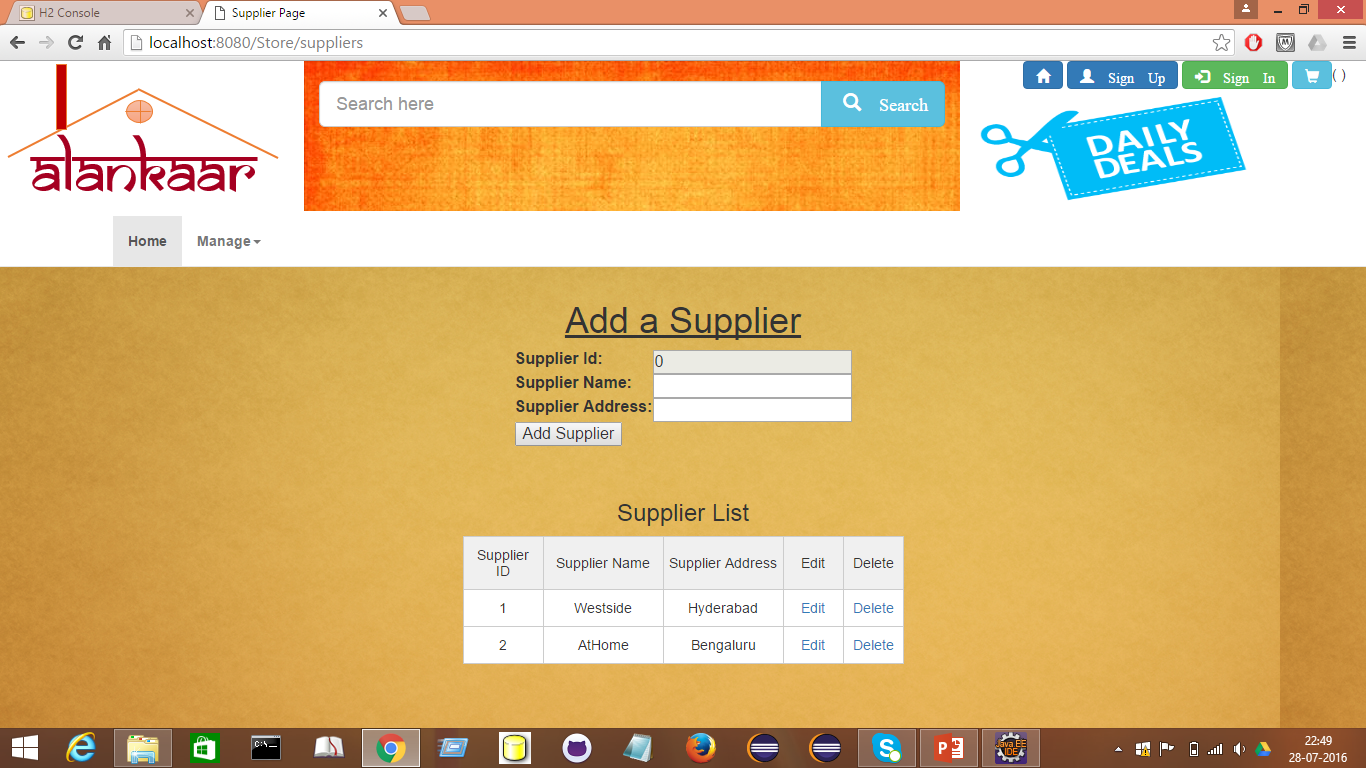 H2 Console
Supplier Page
localhost:8080/Store/suppliers
alankaar
Search here
Search
Sign Up
Sign In
( )
DAILY
DEALS
Home
Manage
Add a Supplier
Supplier Id:
0
Supplier Name:
Supplier Address:
Add Supplier
Supplier List
Supplier
ID
Supplier Name
Supplier Address
Edit
Delete
1
Westside
Hyderabad
Edit
Delete
2
AtHome
Bengaluru
Edit
Delete
C:\
Java EE
IDE
22:49
28-07-2016